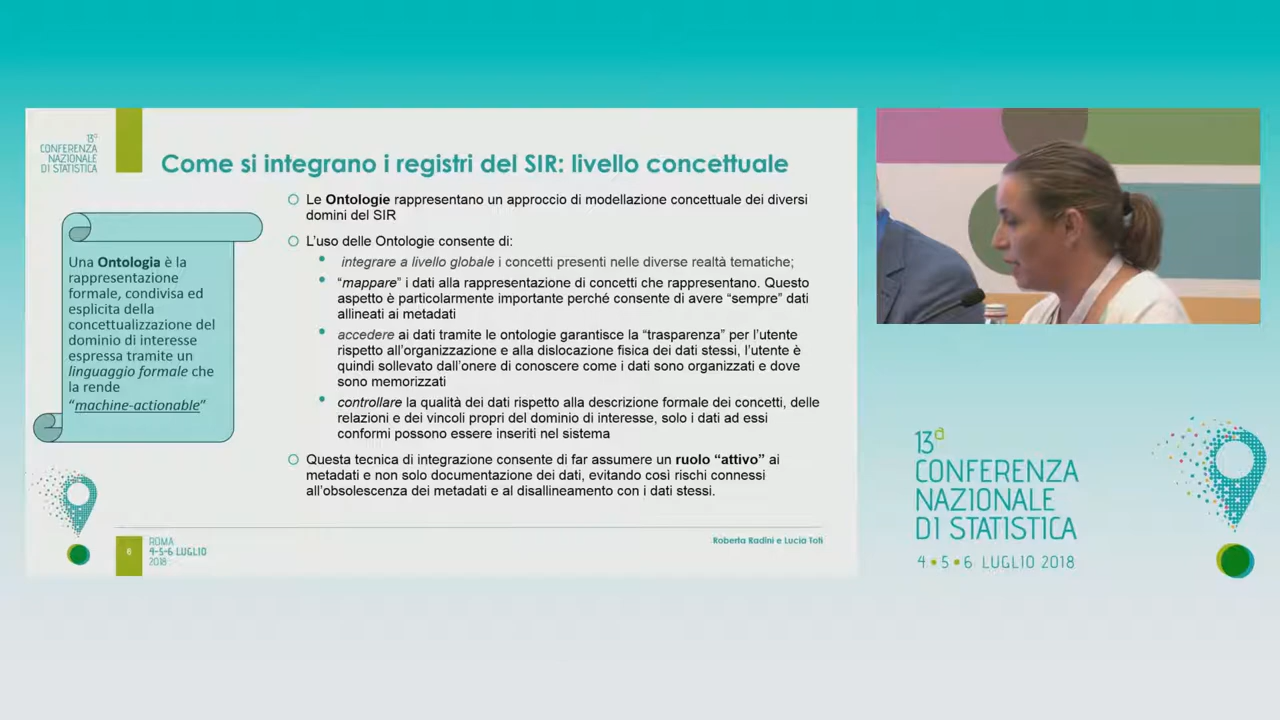 13ª
CONFERENZA
NAZIONALE
DI STATISTICA
Come si integrano i registri del SIR: livello concettuale
Una Ontologia è la
rappresentazione
formale, condivisa ed
esplicita della
concettualizzazione del
dominio di interesse
espressa tramite un
linguaggio formale che
la rende
“machine-actionable”
Le Ontologie rappresentano un approccio di modellazione concettuale dei diversi
domini del SIR
L’uso delle Ontologie consente di:
integrare a livello globale i concetti presenti nelle diverse realtà tematiche;
“mappare” i dati alla rappresentazione di concetti che rappresentano. Questo
aspetto è particolarmente importante perché consente di avere “sempre” dati
allineati ai metadati
accedere ai dati tramite le ontologie garantisce la “trasparenza” per l’utente
rispetto all’organizzazione e alla dislocazione fisica dei dati stessi, l’utente è
quindi sollevato dall’onere di conoscere come i dati sono organizzati e dove
sono memorizzati
controllare la qualità dei dati rispetto alla descrizione formale dei concetti, delle
relazioni e dei vincoli propri del dominio di interesse, solo i dati ad essi
conformi possono essere inseriti nel sistema
Questa tecnica di integrazione consente di far assumere un ruolo “attivo” ai
metadati e non solo documentazione dei dati, evitando così rischi connessi
all’obsolescenza dei metadati e al disallineamento con i dati stessi.
6
ROMA
4-5-6 LUGLIO
2018
Roberta Radini e Lucia Toti
13ª
CONFERENZA
NAZIONALE
DI STATISTICA
4•5•6 LUGLIO 2018